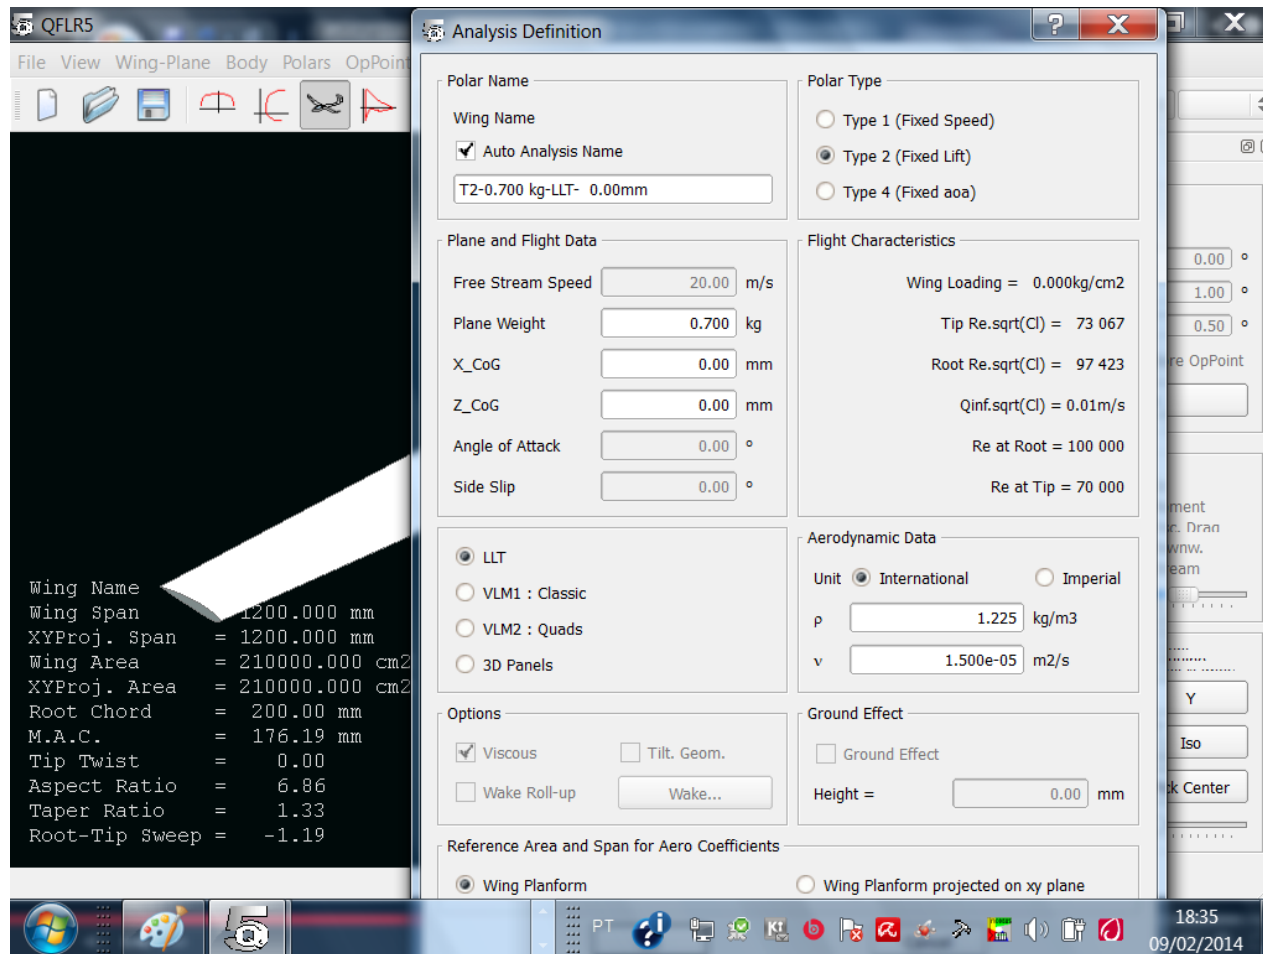 QFLR5
File View Wing-Plane Body Polars OpPoint
Wing Name
Wing Span 1200.000 mm
XYProj. Span = 1200.000 mm
Wing Area = 210000.000 cm2
XYProj. Area = 210000.000 cm2
Root Chord = 200.00 mm
M.A.C. = 176.19 mm
Tip Twist = 0.00
Aspect Ratio = 6.86
Taper Ratio = 1.33
Root-Tip Sweep = -1.19
Analysis Definition
Polar Name
Wing Name
Auto Analysis Name
T2-0.700 kg-LLT- 0.00mm
Polar Type
Type 1 (Fixed Speed)
Type 2 (Fixed Lift)
Type 4 (Fixed aoa)
Plane and Flight Data
Free Stream Speed 20.00 m/s
Plane Weight 0.700 kg
X_CoG 0.00 mm
Z_CoG 0.00 mm
Angle of Attack 0.00 °
Side Slip 0.00 °
Flight Characteristics
Wing Loading = 0.000kg/cm2
Tip Re.sqrt(Cl) = 73 067
Root Re.sqrt(Cl) = 97 423
Qinf.sqrt(Cl) = 0.01m/s
Re at Root = 100 000
Re at Tip = 70 000
LLT
VLM1 : Classic
VLM2 : Quads
3D Panels
Aerodynamic Data
Unit International Imperial
ρ 1.225 kg/m3
ν 1.500e-05 m2/s
Options
Viscous Tilt. Geom.
Wake Roll-up Wake...
Ground Effect
Ground Effect
Height = 0.00 mm
Reference Area and Span for Aero Coefficients
Wing Planform Wing Planform projected on xy plane
0.00 °
1.00 °
0.50 °
re OpPoint
ment
c. Drag
wnw.
eam
Y
Iso
k Center
PT
18:35
09/02/2014